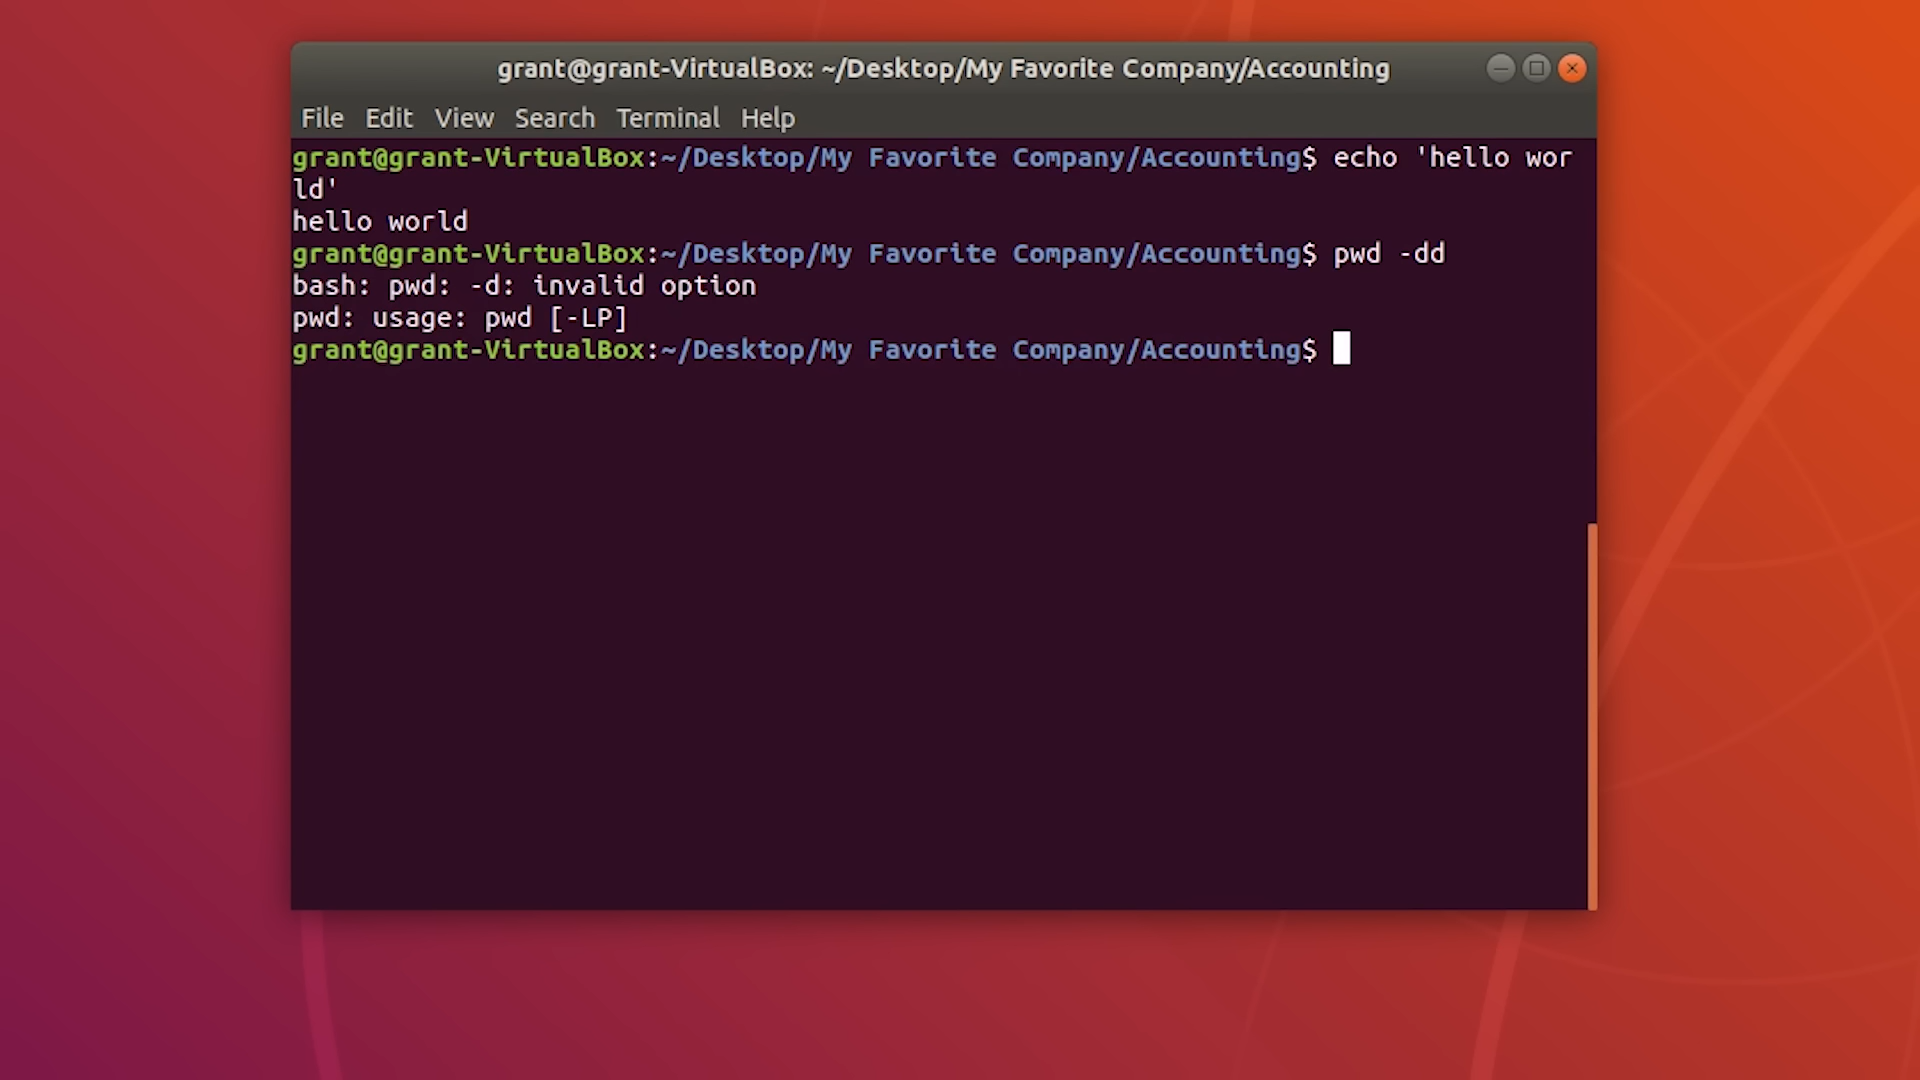 grant@grant-VirtualBox: ~/Desktop/My Favorite Company/Accounting
File Edit View Search Terminal Help
grant@grant-VirtualBox:~/Desktop/My Favorite Company/Accounting$ echo 'hello wor
ld'
hello world
grant@grant-VirtualBox:~/Desktop/My Favorite Company/Accounting$ pwd -dd
bash: pwd: -d: invalid option
pwd: usage: pwd [-LP]
grant@grant-VirtualBox:~/Desktop/My Favorite Company/Accounting$